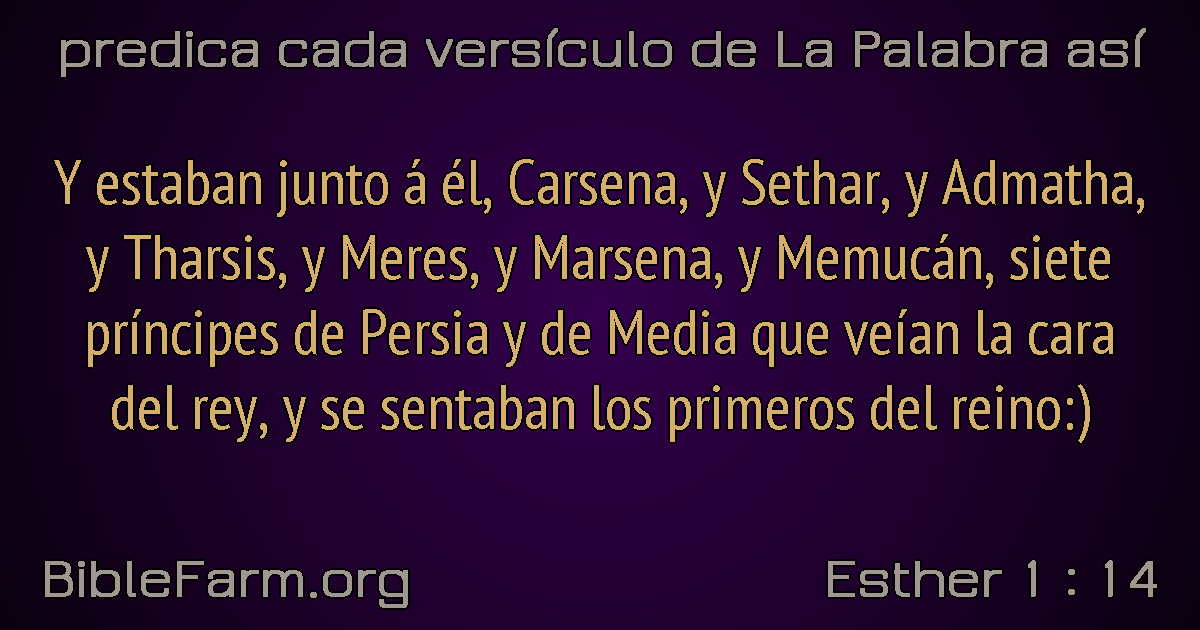 predica cada versículo de La Palabra así
Y estaban junto á él, Carsena, y Sethar, y Admatha,
y Tharsis, y Meres, y Marsena, y Memucán, siete
príncipes de Persia y de Media que veían la cara
del rey, y se sentaban los primeros del reino:)
BibleFarm.org
Esther 1 : 14